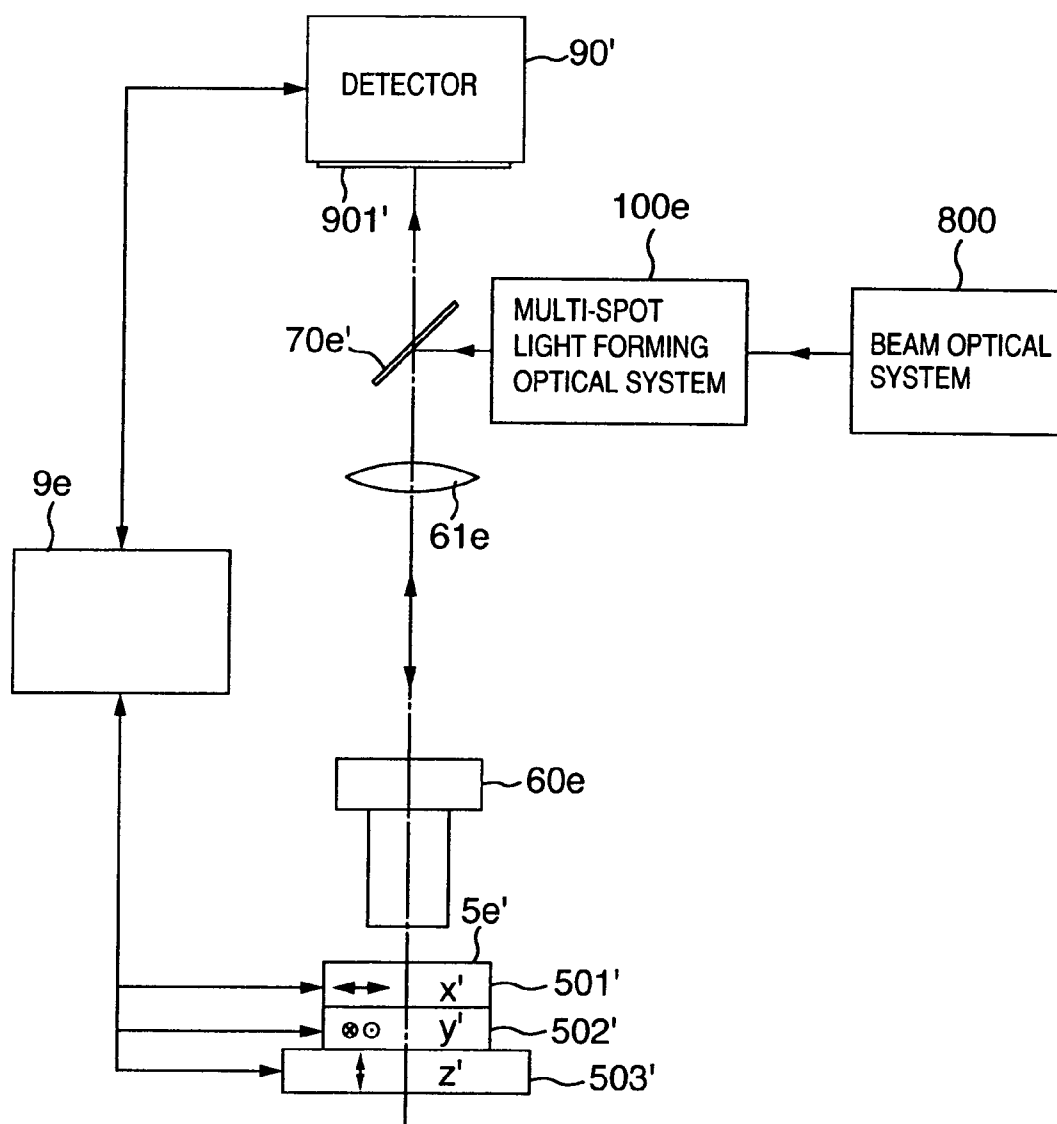 90'
DETECTOR
901'
100e
800
MULTI-SPOT
LIGHT FORMING
OPTICAL SYSTEM
BEAM OPTICAL
SYSTEM
70e'
61e
9e
60e
5e'
x'
501'
y'
502'
z'
503'